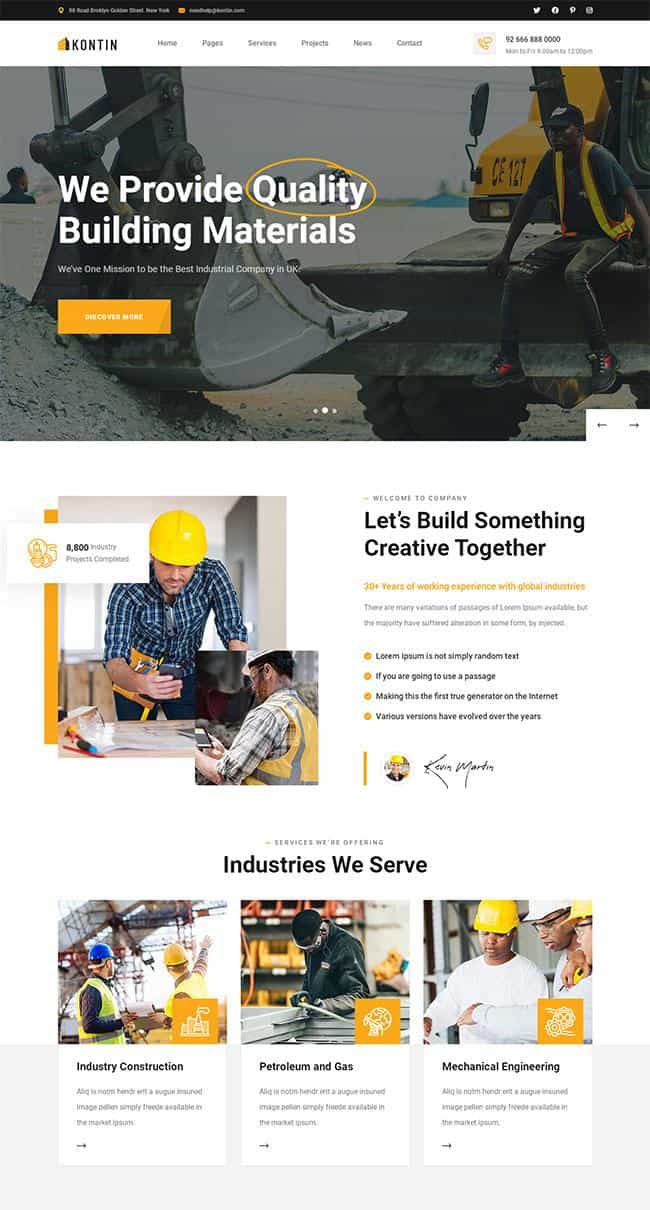 59 Road Broklyn Golden Street. New York
needhelp@kontin.com
KONTIN
Home
Pages
Services
Projects
News
Contact
92 666 888 0000
Mon to Fri 9:00am to 12:00pm
CE 127
We Provide Quality
Building Materials
We've One Mission to be the Best Industrial Company in UK.
DISCOVER MORE
8,800 Industry
Projects Completed
WELCOME TO COMPANY
Let's Build Something
Creative Together
30+ Years of working experience with global industries
There are many variations of passages of Lorem Ipsum available, but
the majority have suffered alteration in some form, by injected.
Lorem Ipsum is not simply random text
If you are going to use a passage
Making this the first true generator on the Internet
Various versions have evolved over the years
Kevin Martin
SERVICES WE'RE OFFERING
Industries We Serve
Industry Construction
Aliq is notm hendr erit a augue insuned
image pellen simply freede available in
the market ipsum.
Petroleum and Gas
Aliq is notm hendr erit a augue insuned
image pellen simply freede available in
the market ipsum.
Mechanical Engineering
Aliq is notm hendr erit a augue insuned
image pellen simply freede available in
the market ipsum.